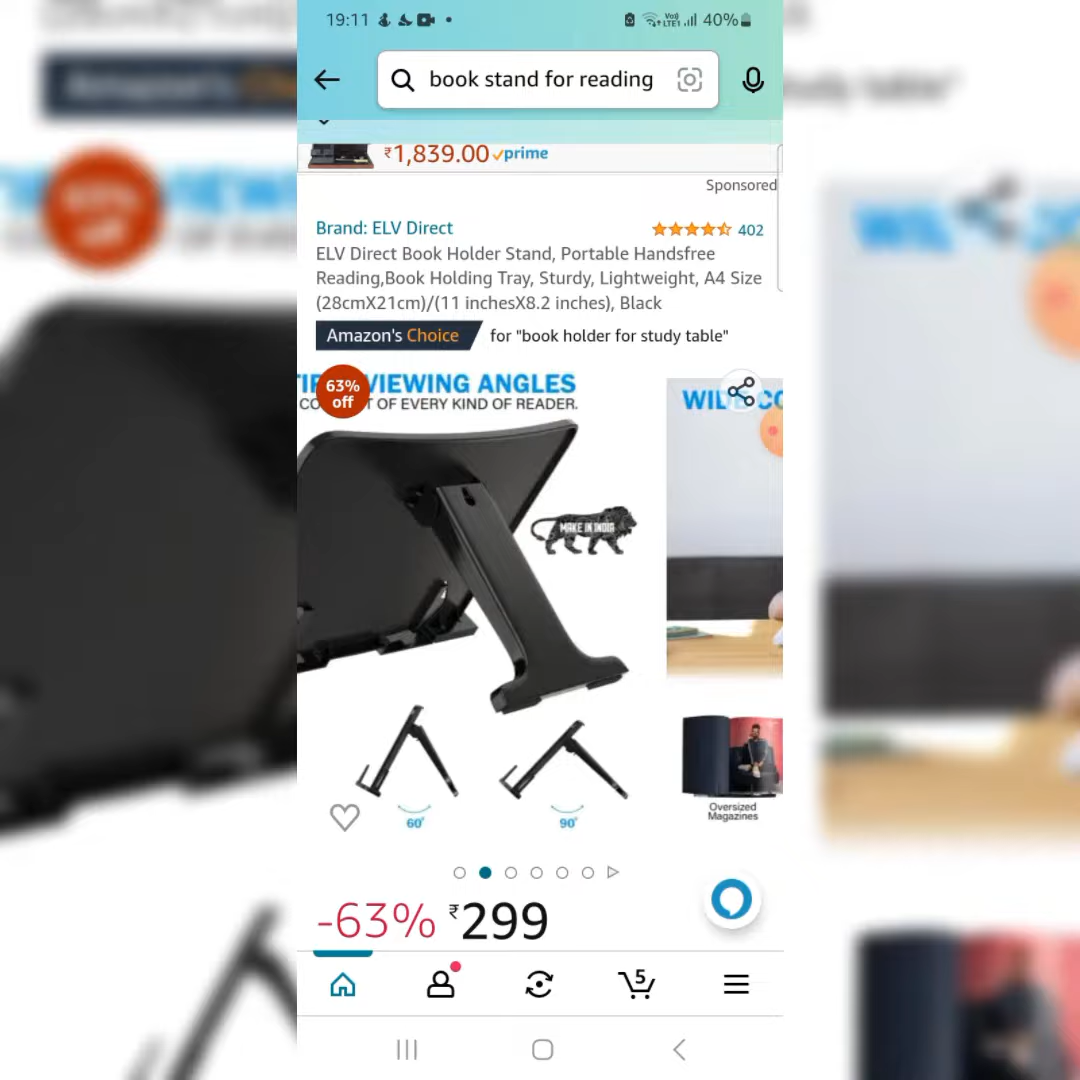 19:11
Vo) LTE1 40%
book stand for reading
₹1,839.00 prime
Sponsored
Brand: ELV Direct
402
ELV Direct Book Holder Stand, Portable Handsfree
Reading,Book Holding Tray, Sturdy, Lightweight, A4 Size
(28cmX21cm)/(11 inchesX8.2 inches), Black
Amazon's Choice for "book holder for study table"
63%
off
VIEWING ANGLES
OF EVERY KIND OF READER.
MAKE IN INDIA
60°
90°
Oversized
Magazines
-63% ₹299
5